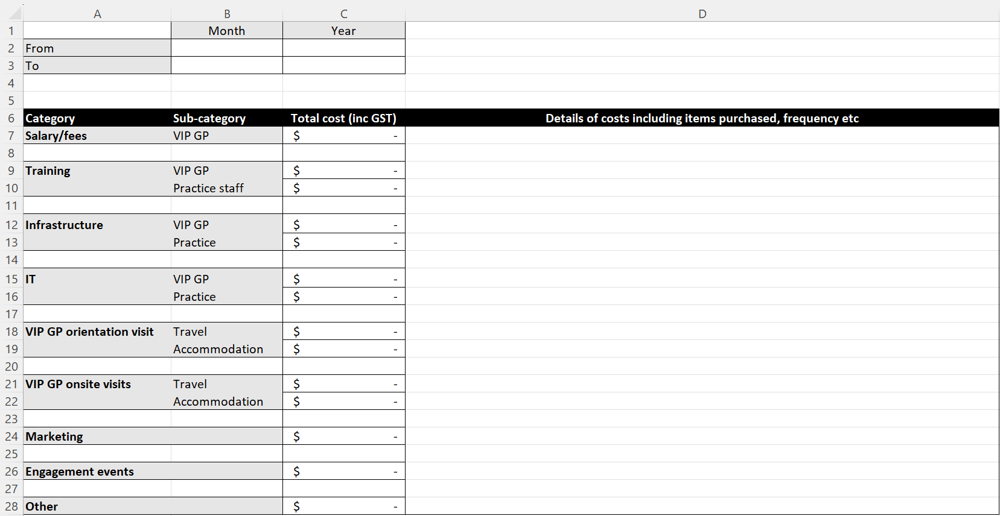 A B C D
1 Month Year
2 From
3 To
4
5
6 Category Sub-category Total cost (inc GST) Details of costs including items purchased, frequency etc
7 Salary/fees VIP GP $ -
8
9 Training VIP GP $ -
10 Practice staff $ -
11
12 Infrastructure VIP GP $ -
13 Practice $ -
14
15 IT VIP GP $ -
16 Practice $ -
17
18 VIP GP orientation visit Travel $ -
19 Accommodation $ -
20
21 VIP GP onsite visits Travel $ -
22 Accommodation $ -
23
24 Marketing $ -
25
26 Engagement events $ -
27
28 Other $ -